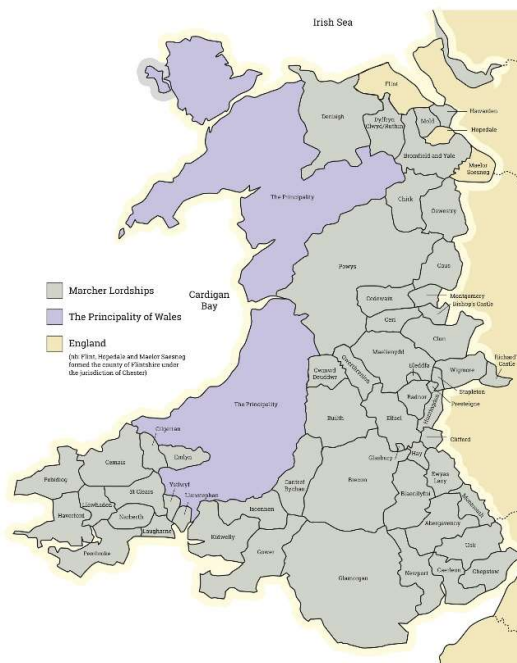 Irish Sea
Flint
Denbigh
Dyffryn
Clwyd/Ruthin
Mold
Hawarden
Hopedale
Bromfield and Yale
Maelor
Saesneg
The Principality
Chirk
Oswestry
Powys
Caus
Marcher Lordships
The Principality of Wales
England
(nb: Flint, Hopedale and Maelor Saesneg
formed the county of Flintshire under
the jurisdiction of Chester)
Cardigan
Bay
Montgomery
Bishop's Castle
Cedewain
Ceri
Clun
Maelienydd
Gwerthrynion
Cwmwd
Deuddwr
Bleddfa
Wigmore
Richard's
Castle
Stapleton
Presteigne
Radnor
Huntington
The Principality
Builth
Elfael
Clifford
Glasbury
Hay
Cilgerran
Cemais
Emlyn
Pebidiog
Ystlwyf
Llansteffan
St Clears
Llawhaden
Haverford
Narberth
Laugharne
Pembroke
Cantref
Bychan
Iscennen
Kidwelly
Gower
Brecon
Blaenllyfni
Ewyas
Lacy
Monmouth
Abergavenny
Usk
Glamorgan
Newport
Caerleon
Chepstow